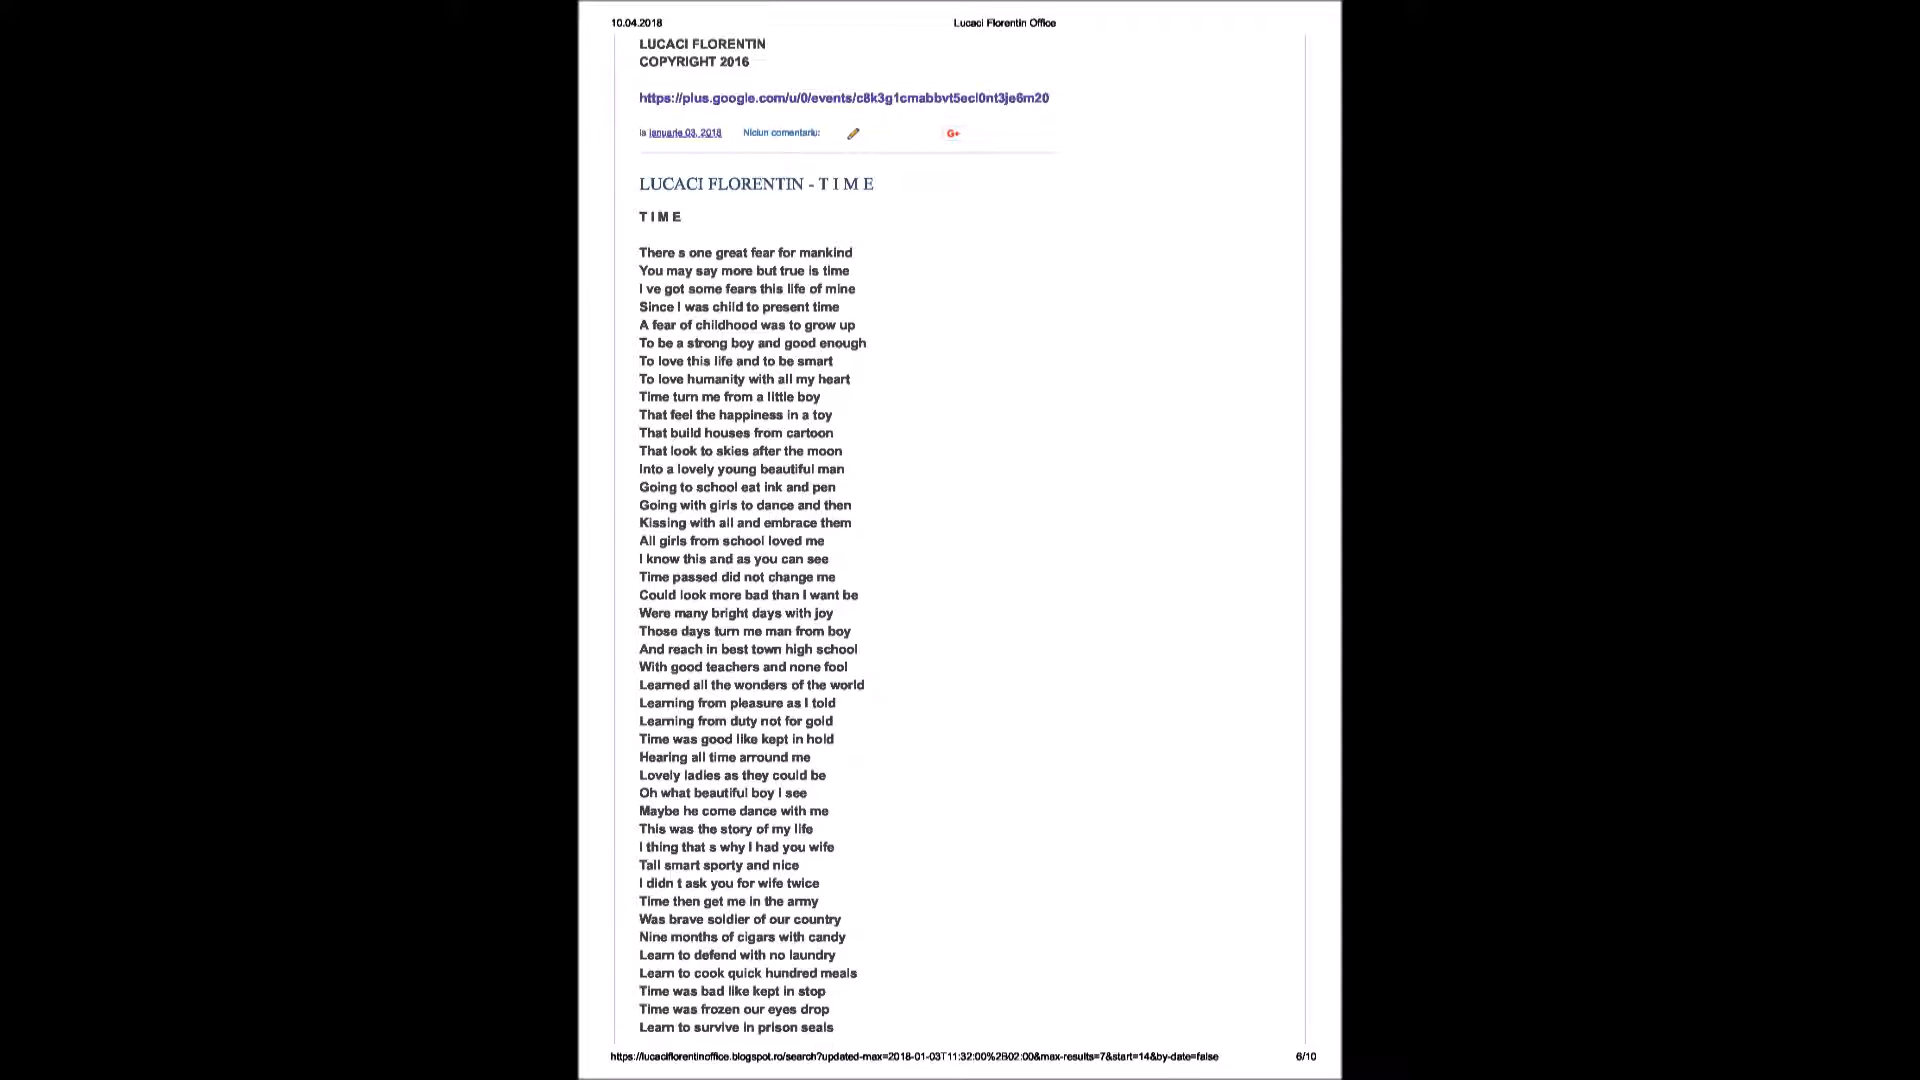 10.04.2018 Lucaci Florentin Office
LUCACI FLORENTIN
COPYRIGHT 2016
https://plus.google.com/u/0/events/c8k3g1cmabbvt5ecl0nt3je6m20
la ianuarie 03, 2018 Niciun comentariu: G+
LUCACI FLORENTIN - T I M E
T I M E
There s one great fear for mankind
You may say more but true is time
I ve got some fears this life of mine
Since I was child to present time
A fear of childhood was to grow up
To be a strong boy and good enough
To love this life and to be smart
To love humanity with all my heart
Time turn me from a little boy
That feel the happiness in a toy
That build houses from cartoon
That look to skies after the moon
Into a lovely young beautiful man
Going to school eat ink and pen
Going with girls to dance and then
Kissing with all and embrace them
All girls from school loved me
I know this and as you can see
Time passed did not change me
Could look more bad than I want be
Were many bright days with joy
Those days turn me man from boy
And reach in best town high school
With good teachers and none fool
Learned all the wonders of the world
Learning from pleasure as I told
Learning from duty not for gold
Time was good like kept in hold
Hearing all time arround me
Lovely ladies as they could be
Oh what beautiful boy I see
Maybe he come dance with me
This was the story of my life
I thing that s why I had you wife
Tall smart sporty and nice
I didn t ask you for wife twice
Time then get me in the army
Was brave soldier of our country
Nine months of cigars with candy
Learn to defend with no laundry
Learn to cook quick hundred meals
Time was bad like kept in stop
Time was frozen our eyes drop
Learn to survive in prison seals
https://lucaciflorentinoffice.blogspot.ro/search?updated-max=2018-01-03T11:32:00%2B02:00&max-results=7&start=14&by-date=false 6/10